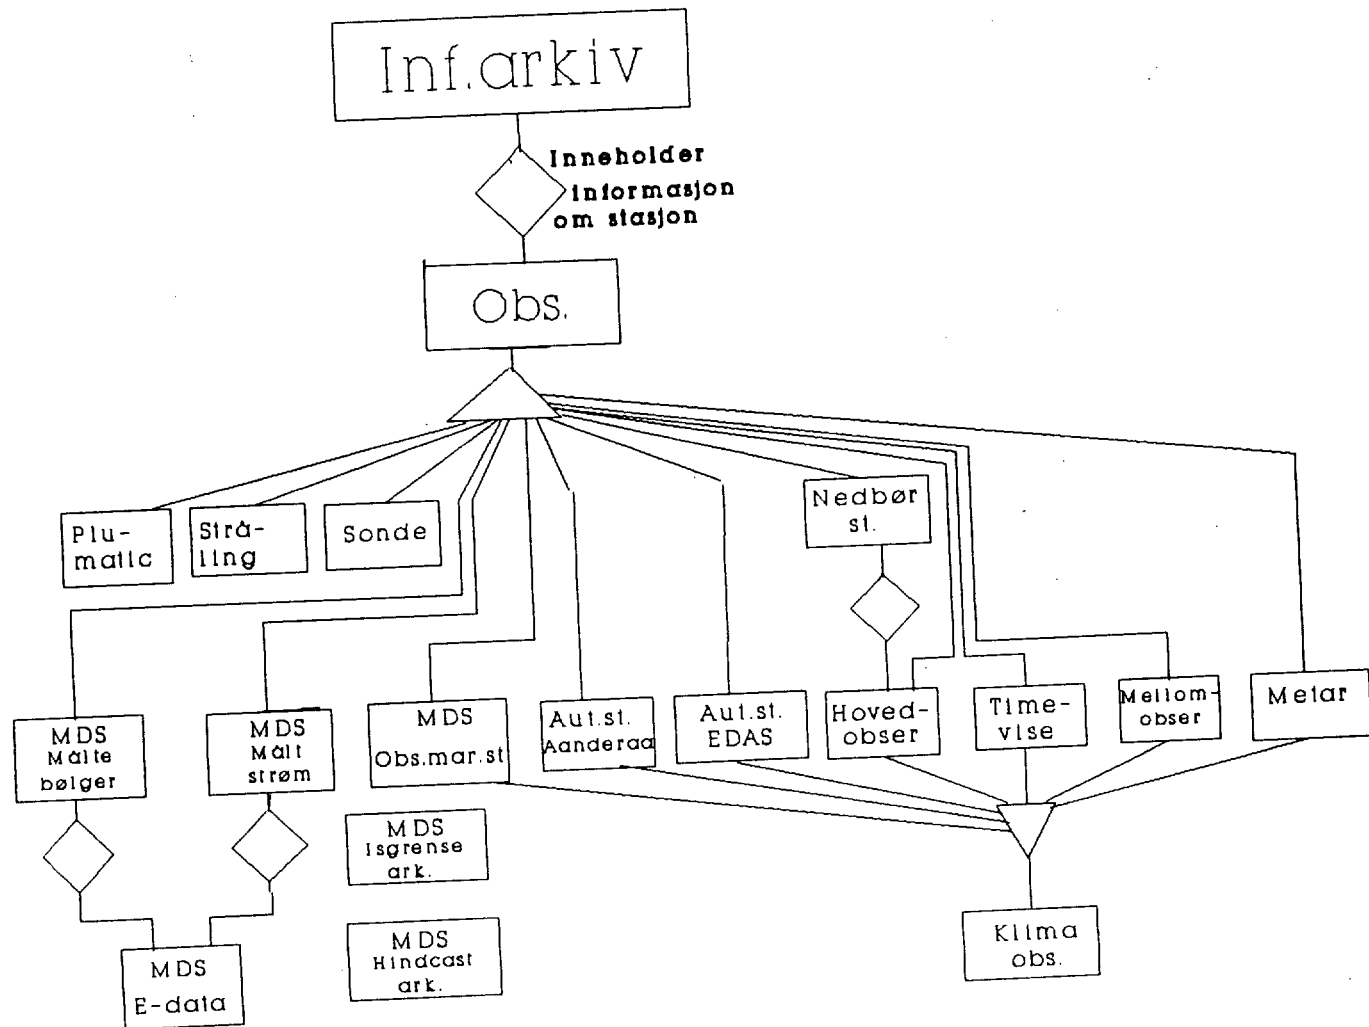 Inf.arkiv
Inneholder
informasjon
om stasjon
Obs.
Plu-
matic
Strå-
ling
Sonde
Nedbør
st.
MDS
Målte
bølger
MDS
Målt
strøm
MDS
Obs.mar.st
Aut.st.
Aanderaa
Aut.st.
EDAS
Hoved-
obser
Time-
vise
Mellom-
obser
Metar
MDS
Isgrense
ark.
MDS
Hindcast
ark.
MDS
E-data
Klima
obs.